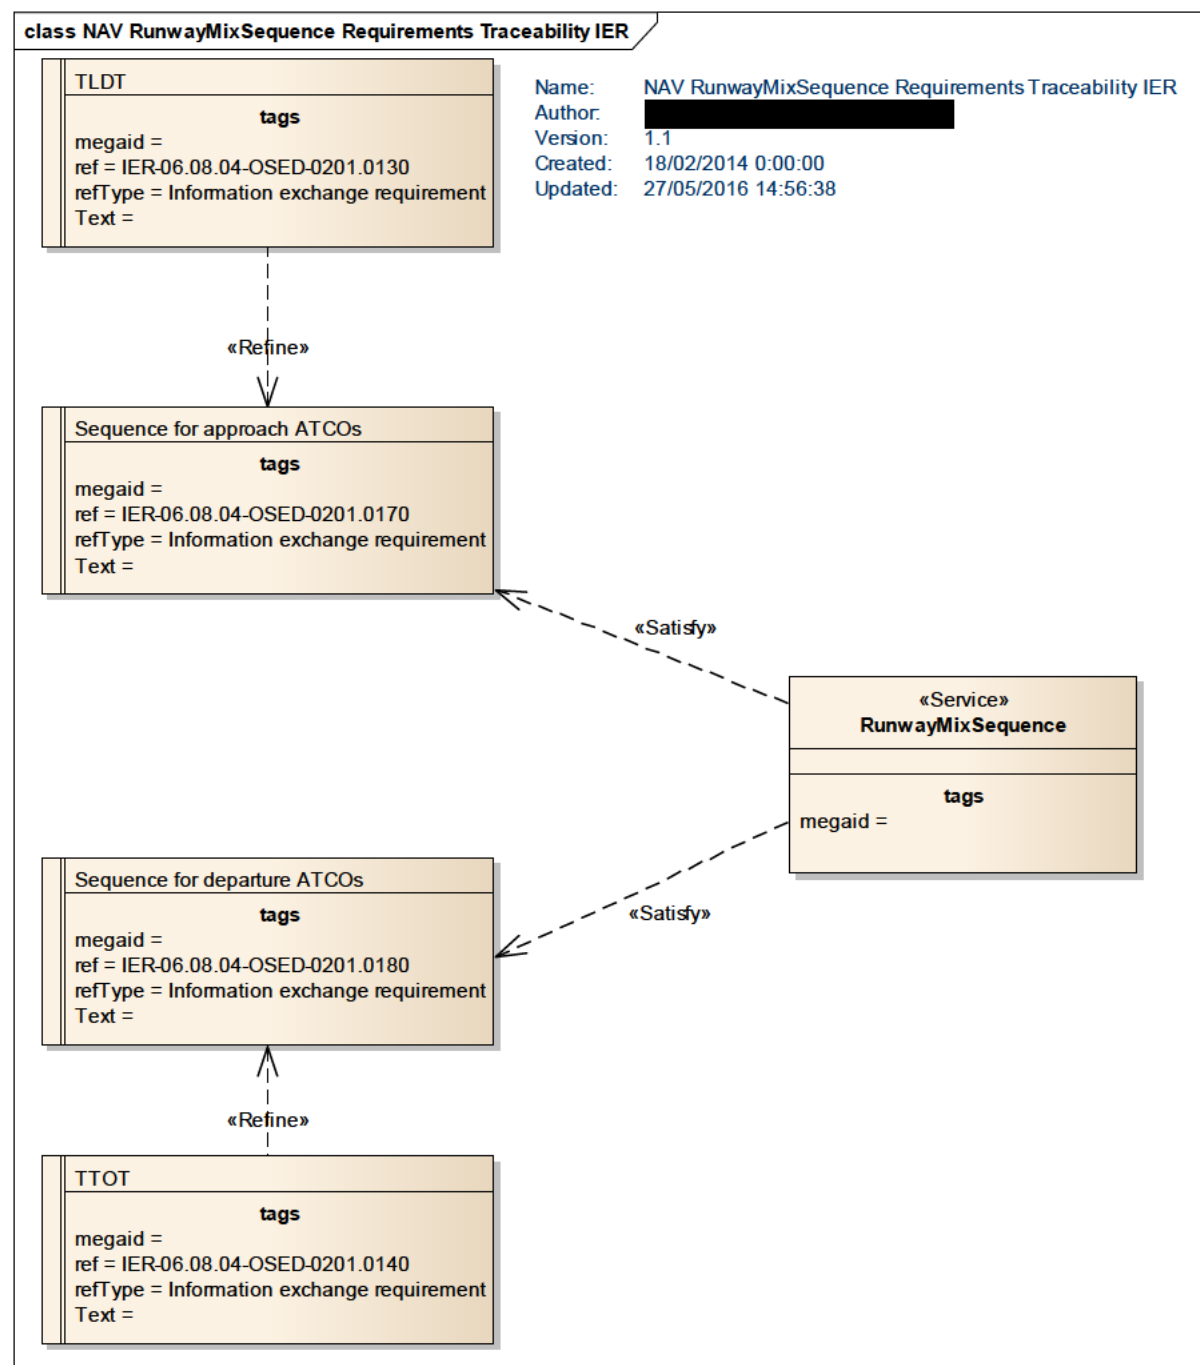 class NAV RunwayMixSequence Requirements Traceability IER
TLDT
tags
megaid =
ref = IER-06.08.04-OSED-0201.0130
refType = Information exchange requirement
Text =
Name: NAV RunwayMixSequence Requirements Traceability IER
Author:
Version: 1.1
Created: 18/02/2014 0:00:00
Updated: 27/05/2016 14:56:38
«Refine»
Sequence for approach ATCOs
tags
megaid =
ref = IER-06.08.04-OSED-0201.0170
refType = Information exchange requirement
Text =
«Satisfy»
«Service»
RunwayMixSequence
tags
megaid =
«Satisfy»
Sequence for departure ATCOs
tags
megaid =
ref = IER-06.08.04-OSED-0201.0180
refType = Information exchange requirement
Text =
«Refine»
TTOT
tags
megaid =
ref = IER-06.08.04-OSED-0201.0140
refType = Information exchange requirement
Text =